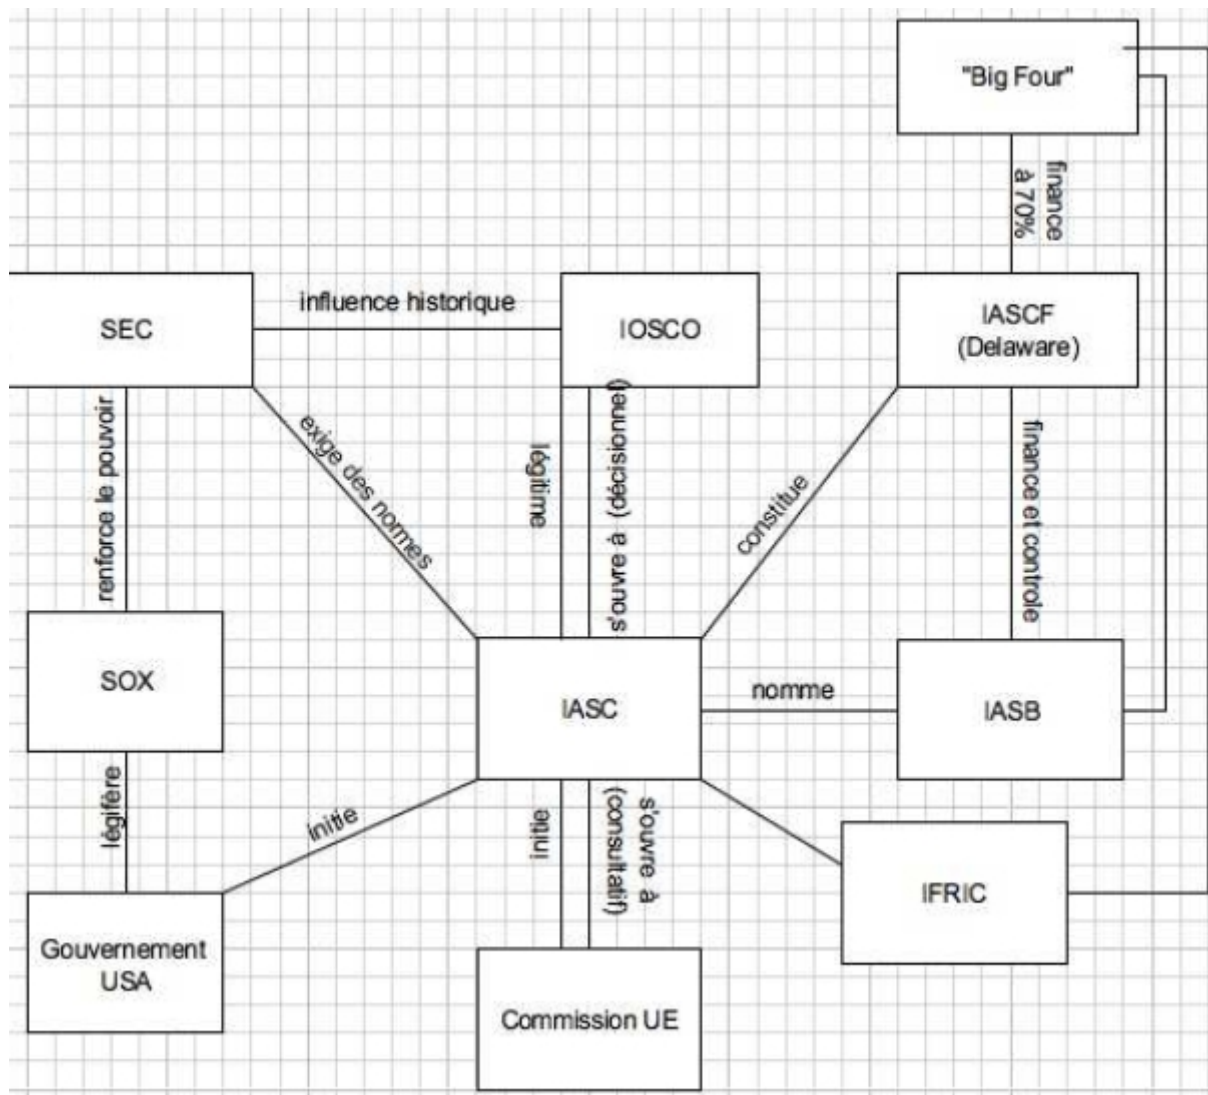 "Big Four"
finance
à 70%
SEC
influence historique
IOSCO
IASCF
(Delaware)
renforce le pouvoir
exige des normes
légitime
s'ouvre à (décisionnel)
constitue
finance et controle
SOX
IASC
nomme
IASB
légifère
initie
initie
s'ouvre à
(consultatif)
IFRIC
Gouvernement
USA
Commission UE